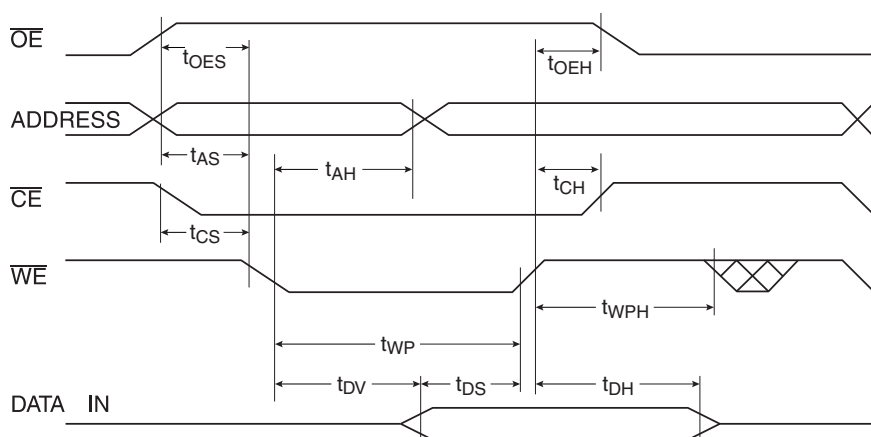 OE
tOES
tOEH
ADDRESS
tAS
tAH
tCH
CE
tCS
WE
tWPH
tWP
tDV
tDS
tDH
DATA IN